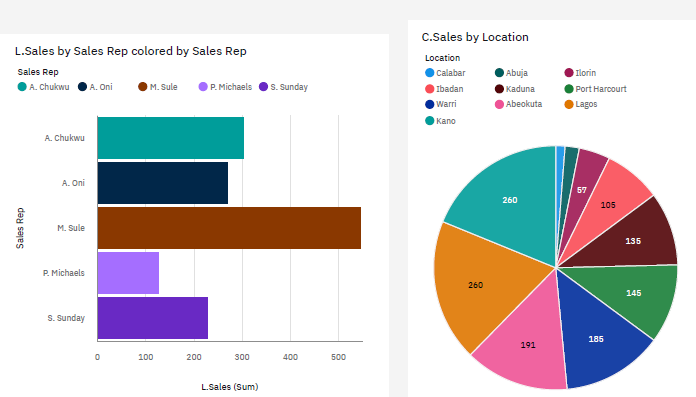 L.Sales by Sales Rep colored by Sales Rep
Sales Rep
A. Chukwu A. Oni M. Sule P. Michaels S. Sunday
A. Chukwu
A. Oni
M. Sule
P. Michaels
S. Sunday
Sales Rep
0 100 200 300 400 500
L.Sales (Sum)
C.Sales by Location
Location
Calabar Abuja Ilorin
Ibadan Kaduna Port Harcourt
Warri Abeokuta Lagos
Kano
57
105
135
145
185
191
260
260